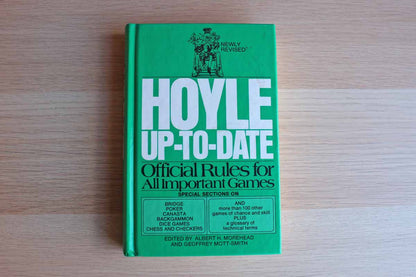 NEWLY
REVISED
HOYLE
UP-TO-DATE
Official Rules for
All Important Games
SPECIAL SECTIONS ON
BRIDGE
POKER
CANASTA
BACKGAMMON
DICE GAMES
CHESS AND CHECKERS
AND
more than 100 other
games of chance and skill
PLUS
a glossary of
technical terms
EDITED BY ALBERT H. MOREHEAD
AND GEOFFREY MOTT-SMITH